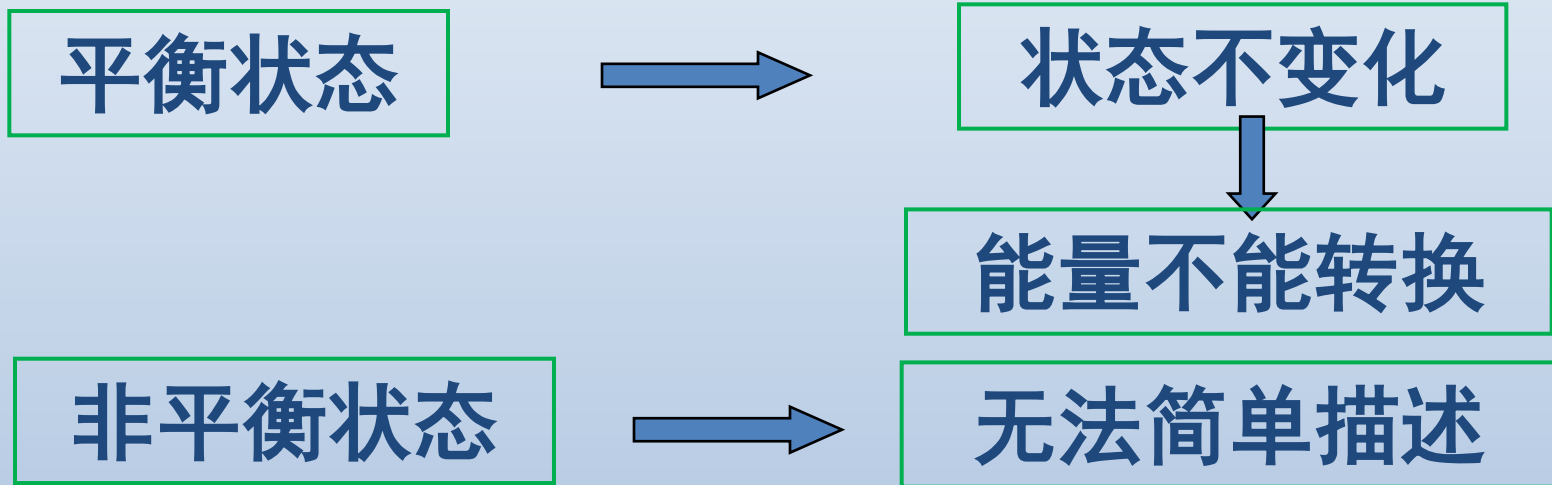 平衡状态
状态不变化
能量不能转换
非平衡状态
无法简单描述